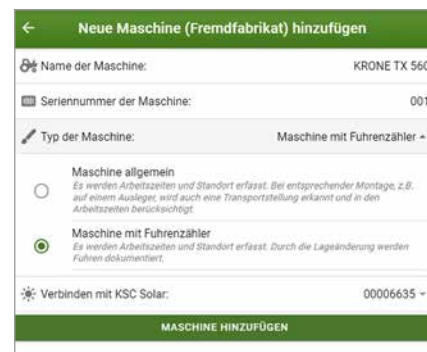 Neue Maschine (Fremdfabrikat) hinzufügen
Name der Maschine: KRONE TX 560
Seriennummer der Maschine: 001
Typ der Maschine: Maschine mit Fuhrenzähler
Maschine allgemein
Es werden Arbeitszeiten und Standort erfasst. Bei entsprechender Montage, z.B.
auf einem Ausleger, wird auch eine Transportstellung erkannt und in den
Arbeitszeiten berücksichtigt.
Maschine mit Fuhrenzähler
Es werden Arbeitszeiten und Standort erfasst. Durch die Lageänderung werden
Fuhren dokumentiert.
Verbinden mit KSC Solar: 00006635
MASCHINE HINZUFÜGEN